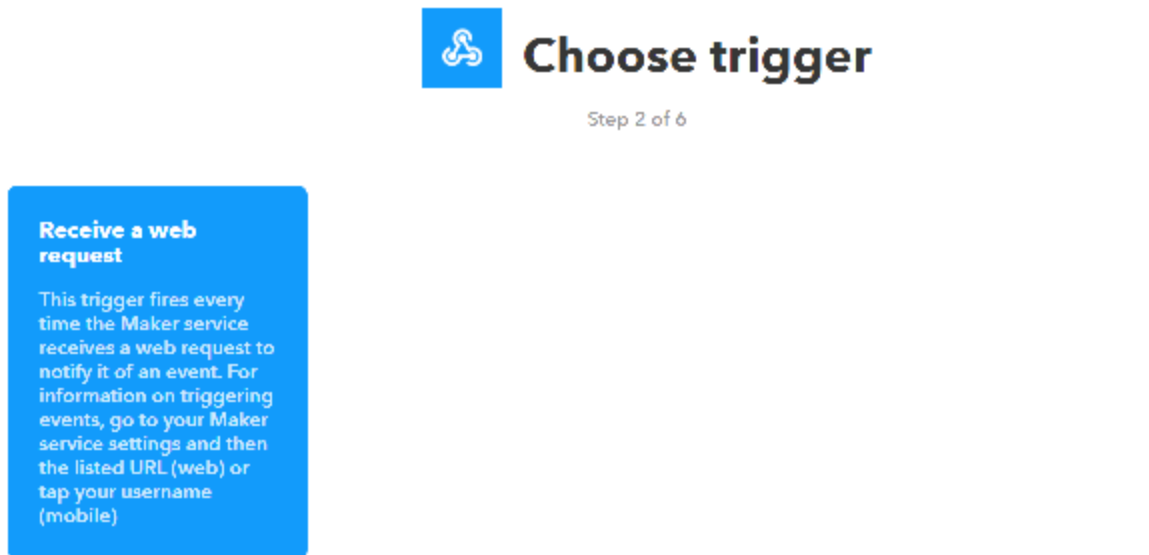 Choose trigger
Step 2 of 6
Receive a web
request
This trigger fires every
time the Maker service
receives a web request to
notify it of an event. For
information on triggering
events, go to your Maker
service settings and then
the listed URL (web) or
tap your username
(mobile)